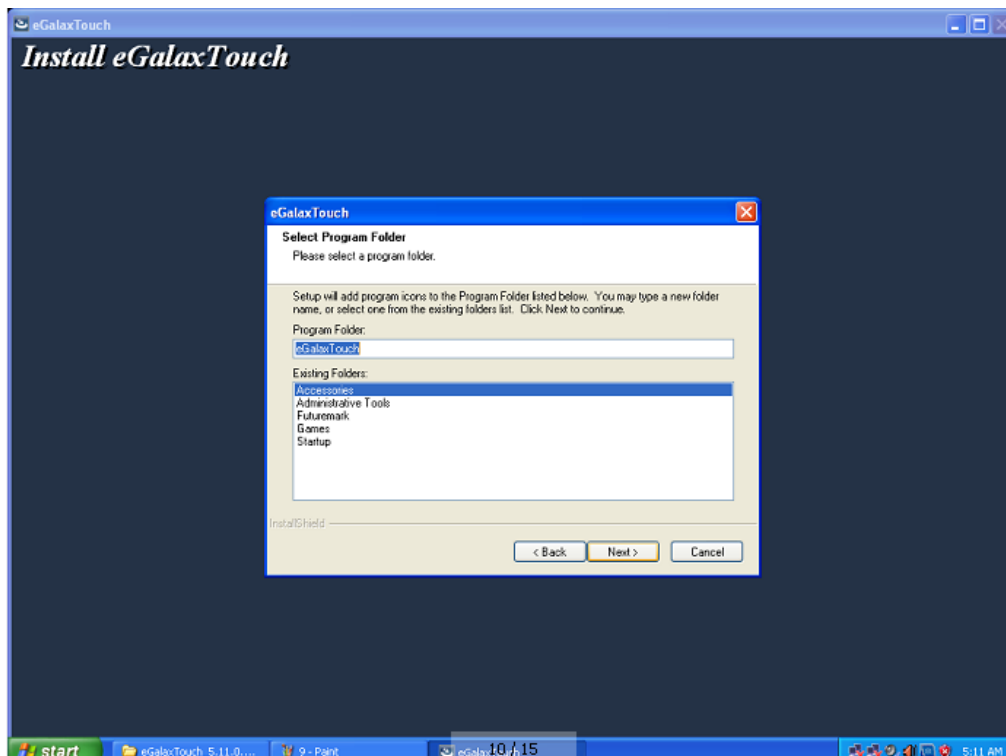 eGalaxTouch
Install eGalaxTouch
eGalaxTouch
Select Program Folder
Please select a program folder.
Setup will add program icons to the Program Folder listed below. You may type a new folder
name, or select one from the existing folders list. Click Next to continue.
Program Folder:
eGalaxTouch
Existing Folders:
Accessories
Administrative Tools
Futuremark
Games
Startup
InstallShield
< Back
Next >
Cancel
start
eGalaxTouch 5.11.0....
9 - Paint
10 / 15
5:11 AM